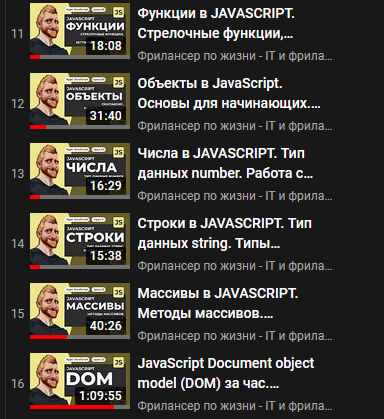 11
JAVASCRIPT
JS
ФУНКЦИИ
18:08
Функции в JAVASCRIPT.
Стрелочные функции,...
Фрилансер по жизни - IT и фрила...
12
JAVASCRIPT
JS
ОБЪЕКТЫ
31:40
Объекты в JavaScript.
Основы для начинающих....
Фрилансер по жизни - IT и фрила...
13
JAVASCRIPT
JS
ЧИСЛА
16:29
Числа в JAVASCRIPT. Тип
данных number. Работа с...
Фрилансер по жизни - IT и фрила...
14
JAVASCRIPT
JS
СТРОКИ
15:38
Строки в JAVASCRIPT. Тип
данных string. Типы...
Фрилансер по жизни - IT и фрила...
15
JAVASCRIPT
JS
МАССИВЫ
МЕТОДЫ МАССИВОВ
40:26
Массивы в JAVASCRIPT.
Методы массивов....
Фрилансер по жизни - IT и фрила...
16
JAVASCRIPT
JS
DOM
1:09:55
JavaScript Document object
model (DOM) за час....
Фрилансер по жизни - IT и фрила...